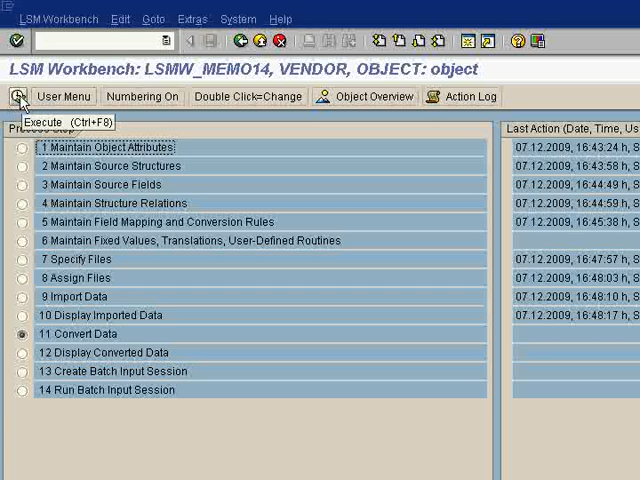 LSM Workbench Edit Goto Extras System Help
LSM Workbench: LSMW_MEMO14, VENDOR, OBJECT: object
User Menu Numbering On Double Click=Change Object Overview Action Log
Execute (Ctrl+F8)
Last Action (Date, Time, Us
1 Maintain Object Attributes 07.12.2009, 16:43:24 h, S
2 Maintain Source Structures 07.12.2009, 16:43:58 h, S
3 Maintain Source Fields 07.12.2009, 16:44:39 h, S
4 Maintain Structure Relations 07.12.2009, 16:44:59 h, S
5 Maintain Field Mapping and Conversion Rules 07.12.2009, 16:45:38 h, S
6 Maintain Fixed Values, Translations, User-Defined Routines
7 Specify Files 07.12.2009, 16:47:57 h, S
8 Assign Files 07.12.2009, 16:48:03 h, S
9 Import Data 07.12.2009, 16:48:10 h, S
10 Display Imported Data 07.12.2009, 16:48:17 h, S
11 Convert Data
12 Display Converted Data
13 Create Batch Input Session
14 Run Batch Input Session